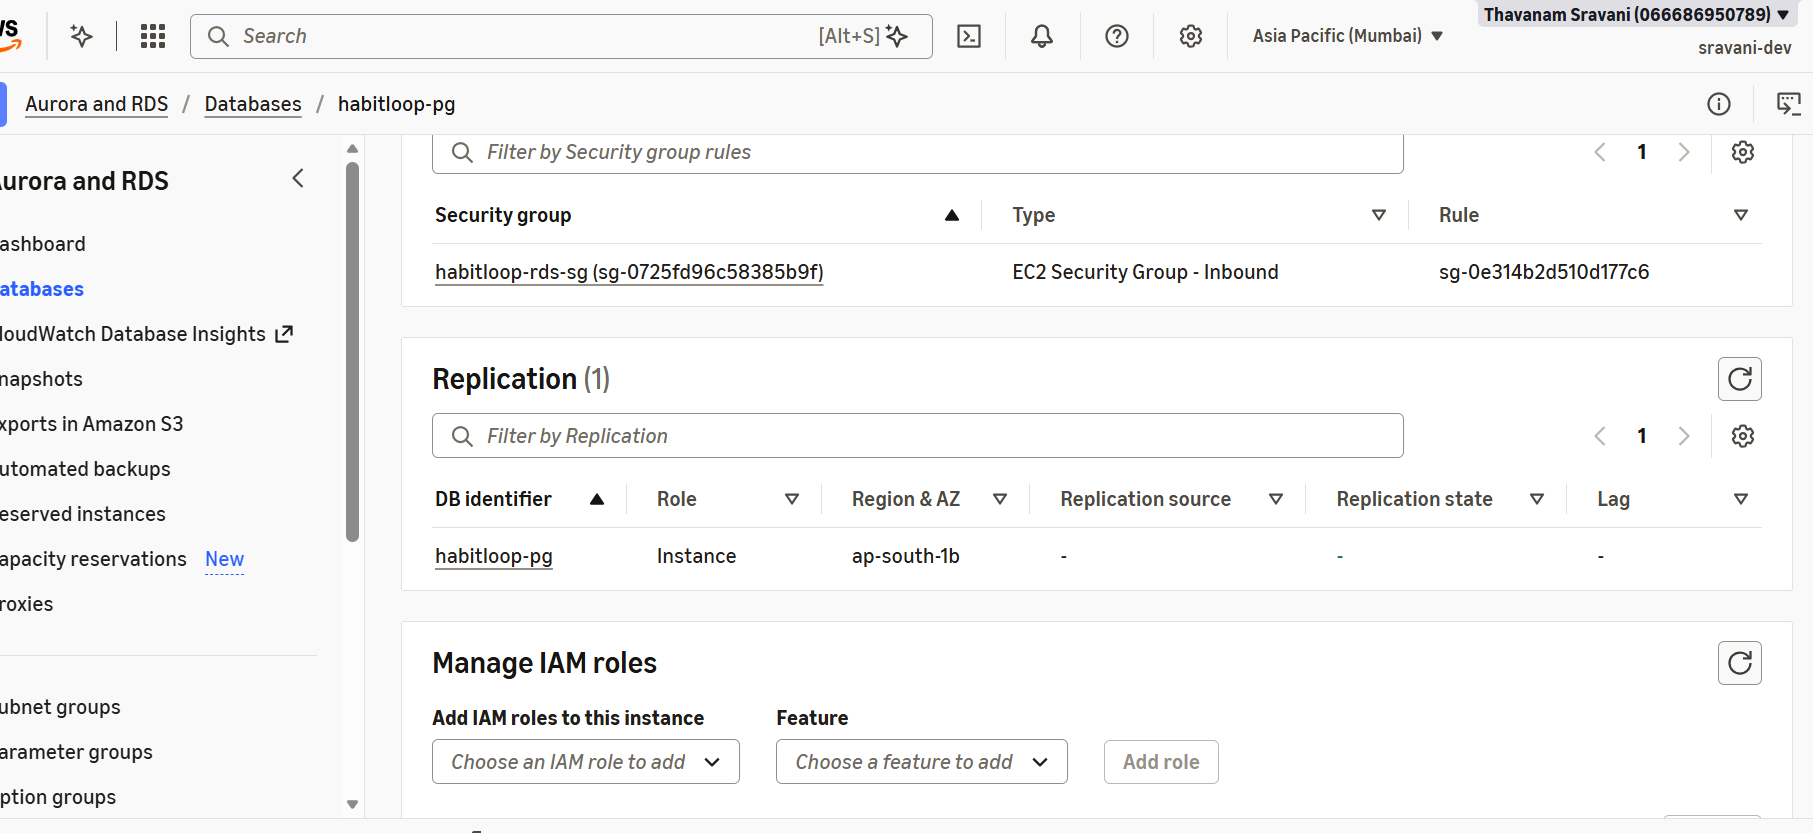 Search
[Alt+S]
Asia Pacific (Mumbai)
Thavanam Sravani (066686950789)
sravani-dev
Aurora and RDS / Databases / habitloop-pg
urora and RDS
ashboard
atabases
loudWatch Database Insights
napshots
xports in Amazon S3
utomated backups
eserved instances
apacity reservations New
roxies
ubnet groups
arameter groups
ption groups
Filter by Security group rules
1
Security group Type Rule
habitloop-rds-sg (sg-0725fd96c58385b9f) EC2 Security Group - Inbound sg-0e314b2d510d177c6
Replication (1)
Filter by Replication
1
DB identifier Role Region & AZ Replication source Replication state Lag
habitloop-pg Instance ap-south-1b - - -
Manage IAM roles
Add IAM roles to this instance Feature
Choose an IAM role to add Choose a feature to add Add role